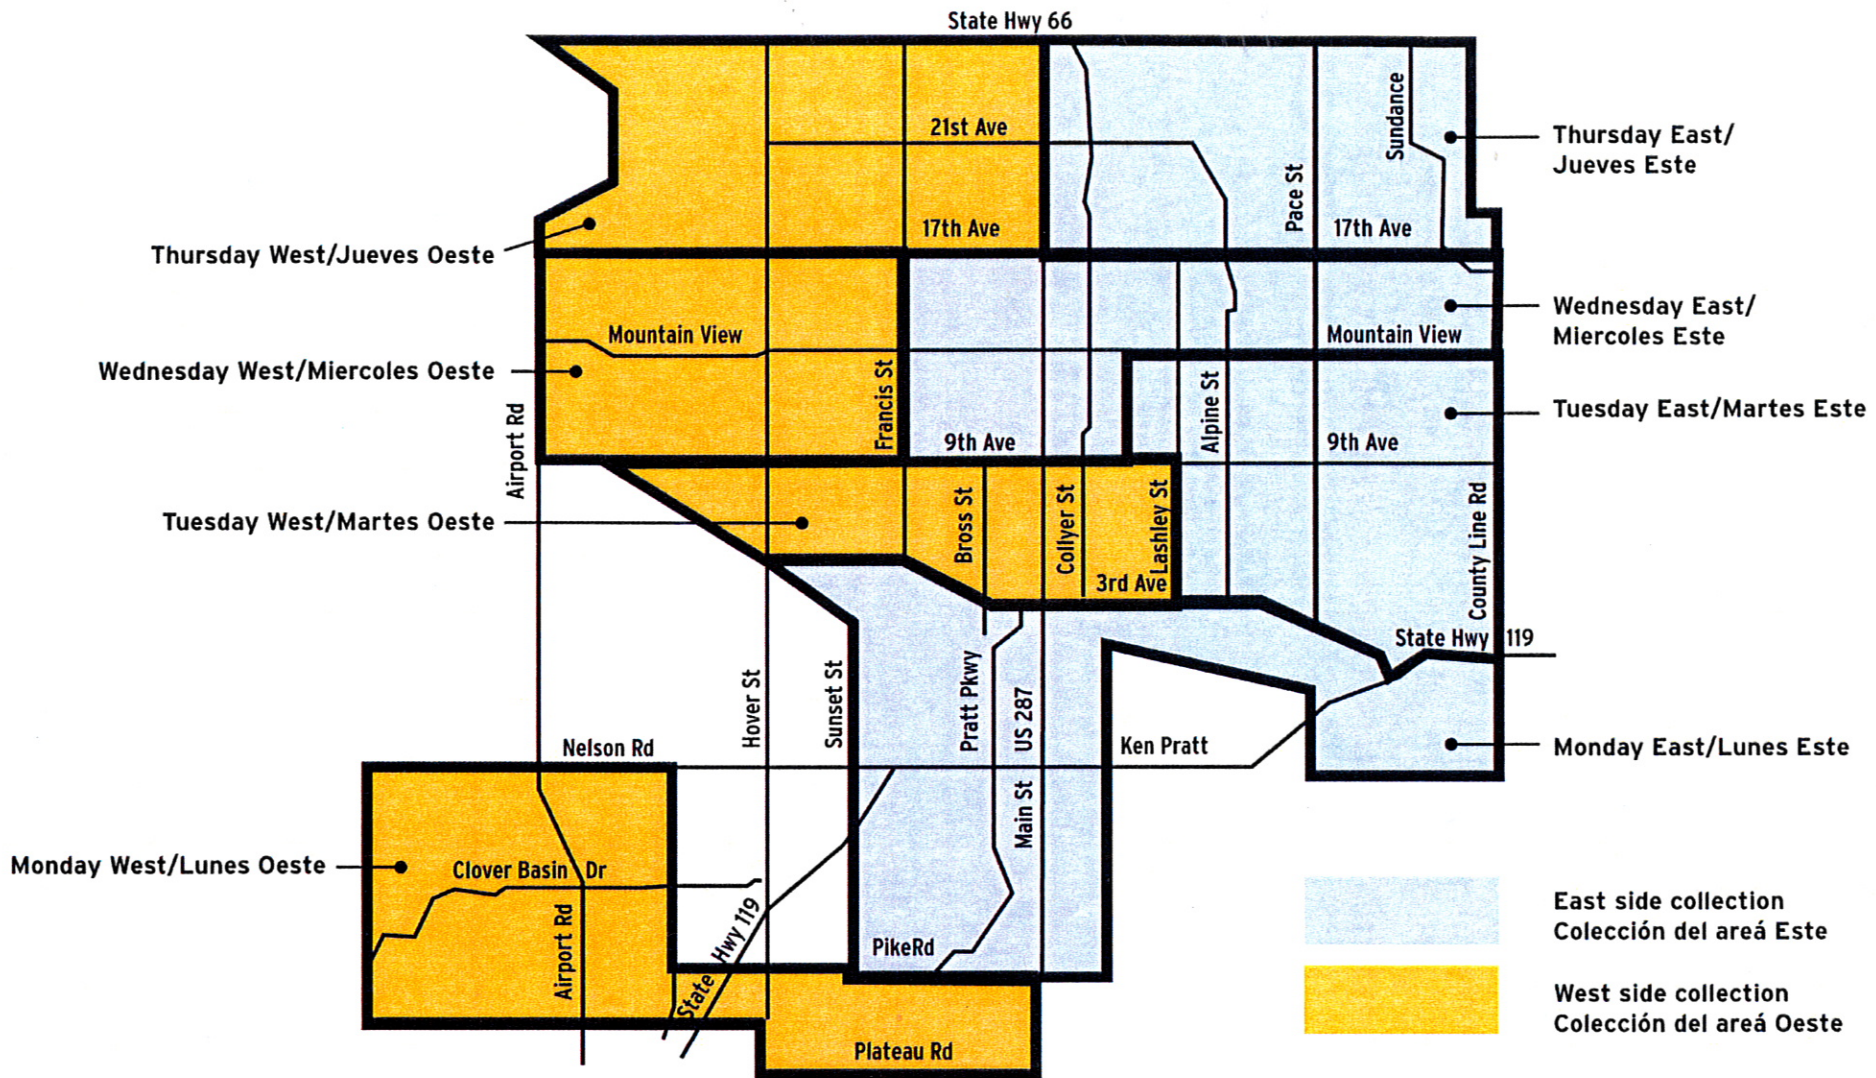 State Hwy 66
21st Ave
Sundance
Thursday East/
Jueves Este
Pace St
17th Ave
17th Ave
Thursday West/Jueves Oeste
Wednesday East/
Miercoles Este
Mountain View
Mountain View
Wednesday West/Miercoles Oeste
Francis St
Alpine St
Tuesday East/Martes Este
Airport Rd
9th Ave
9th Ave
Tuesday West/Martes Oeste
Bross St
Collyer St
Lashley St
County Line Rd
3rd Ave
State Hwy 119
Hover St
Sunset St
Pratt Pkwy
US 287
Nelson Rd
Ken Pratt
Monday East/Lunes Este
Main St
Monday West/Lunes Oeste
Clover Basin Dr
Airport Rd
State Hwy 119
PikeRd
Plateau Rd
East side collection
Colección del areá Este
West side collection
Colección del areá Oeste